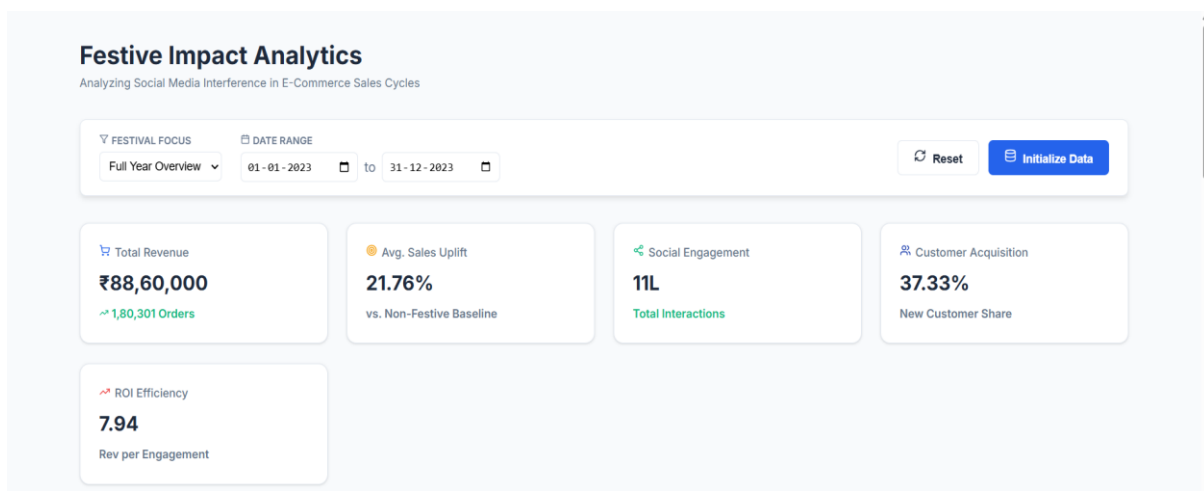 Festive Impact Analytics
Analyzing Social Media Interference in E-Commerce Sales Cycles
FESTIVAL FOCUS
Full Year Overview
DATE RANGE
01-01-2023 to 31-12-2023
Reset
Initialize Data
Total Revenue
₹88,60,000
1,80,301 Orders
Avg. Sales Uplift
21.76%
vs. Non-Festive Baseline
Social Engagement
11L
Total Interactions
Customer Acquisition
37.33%
New Customer Share
ROI Efficiency
7.94
Rev per Engagement